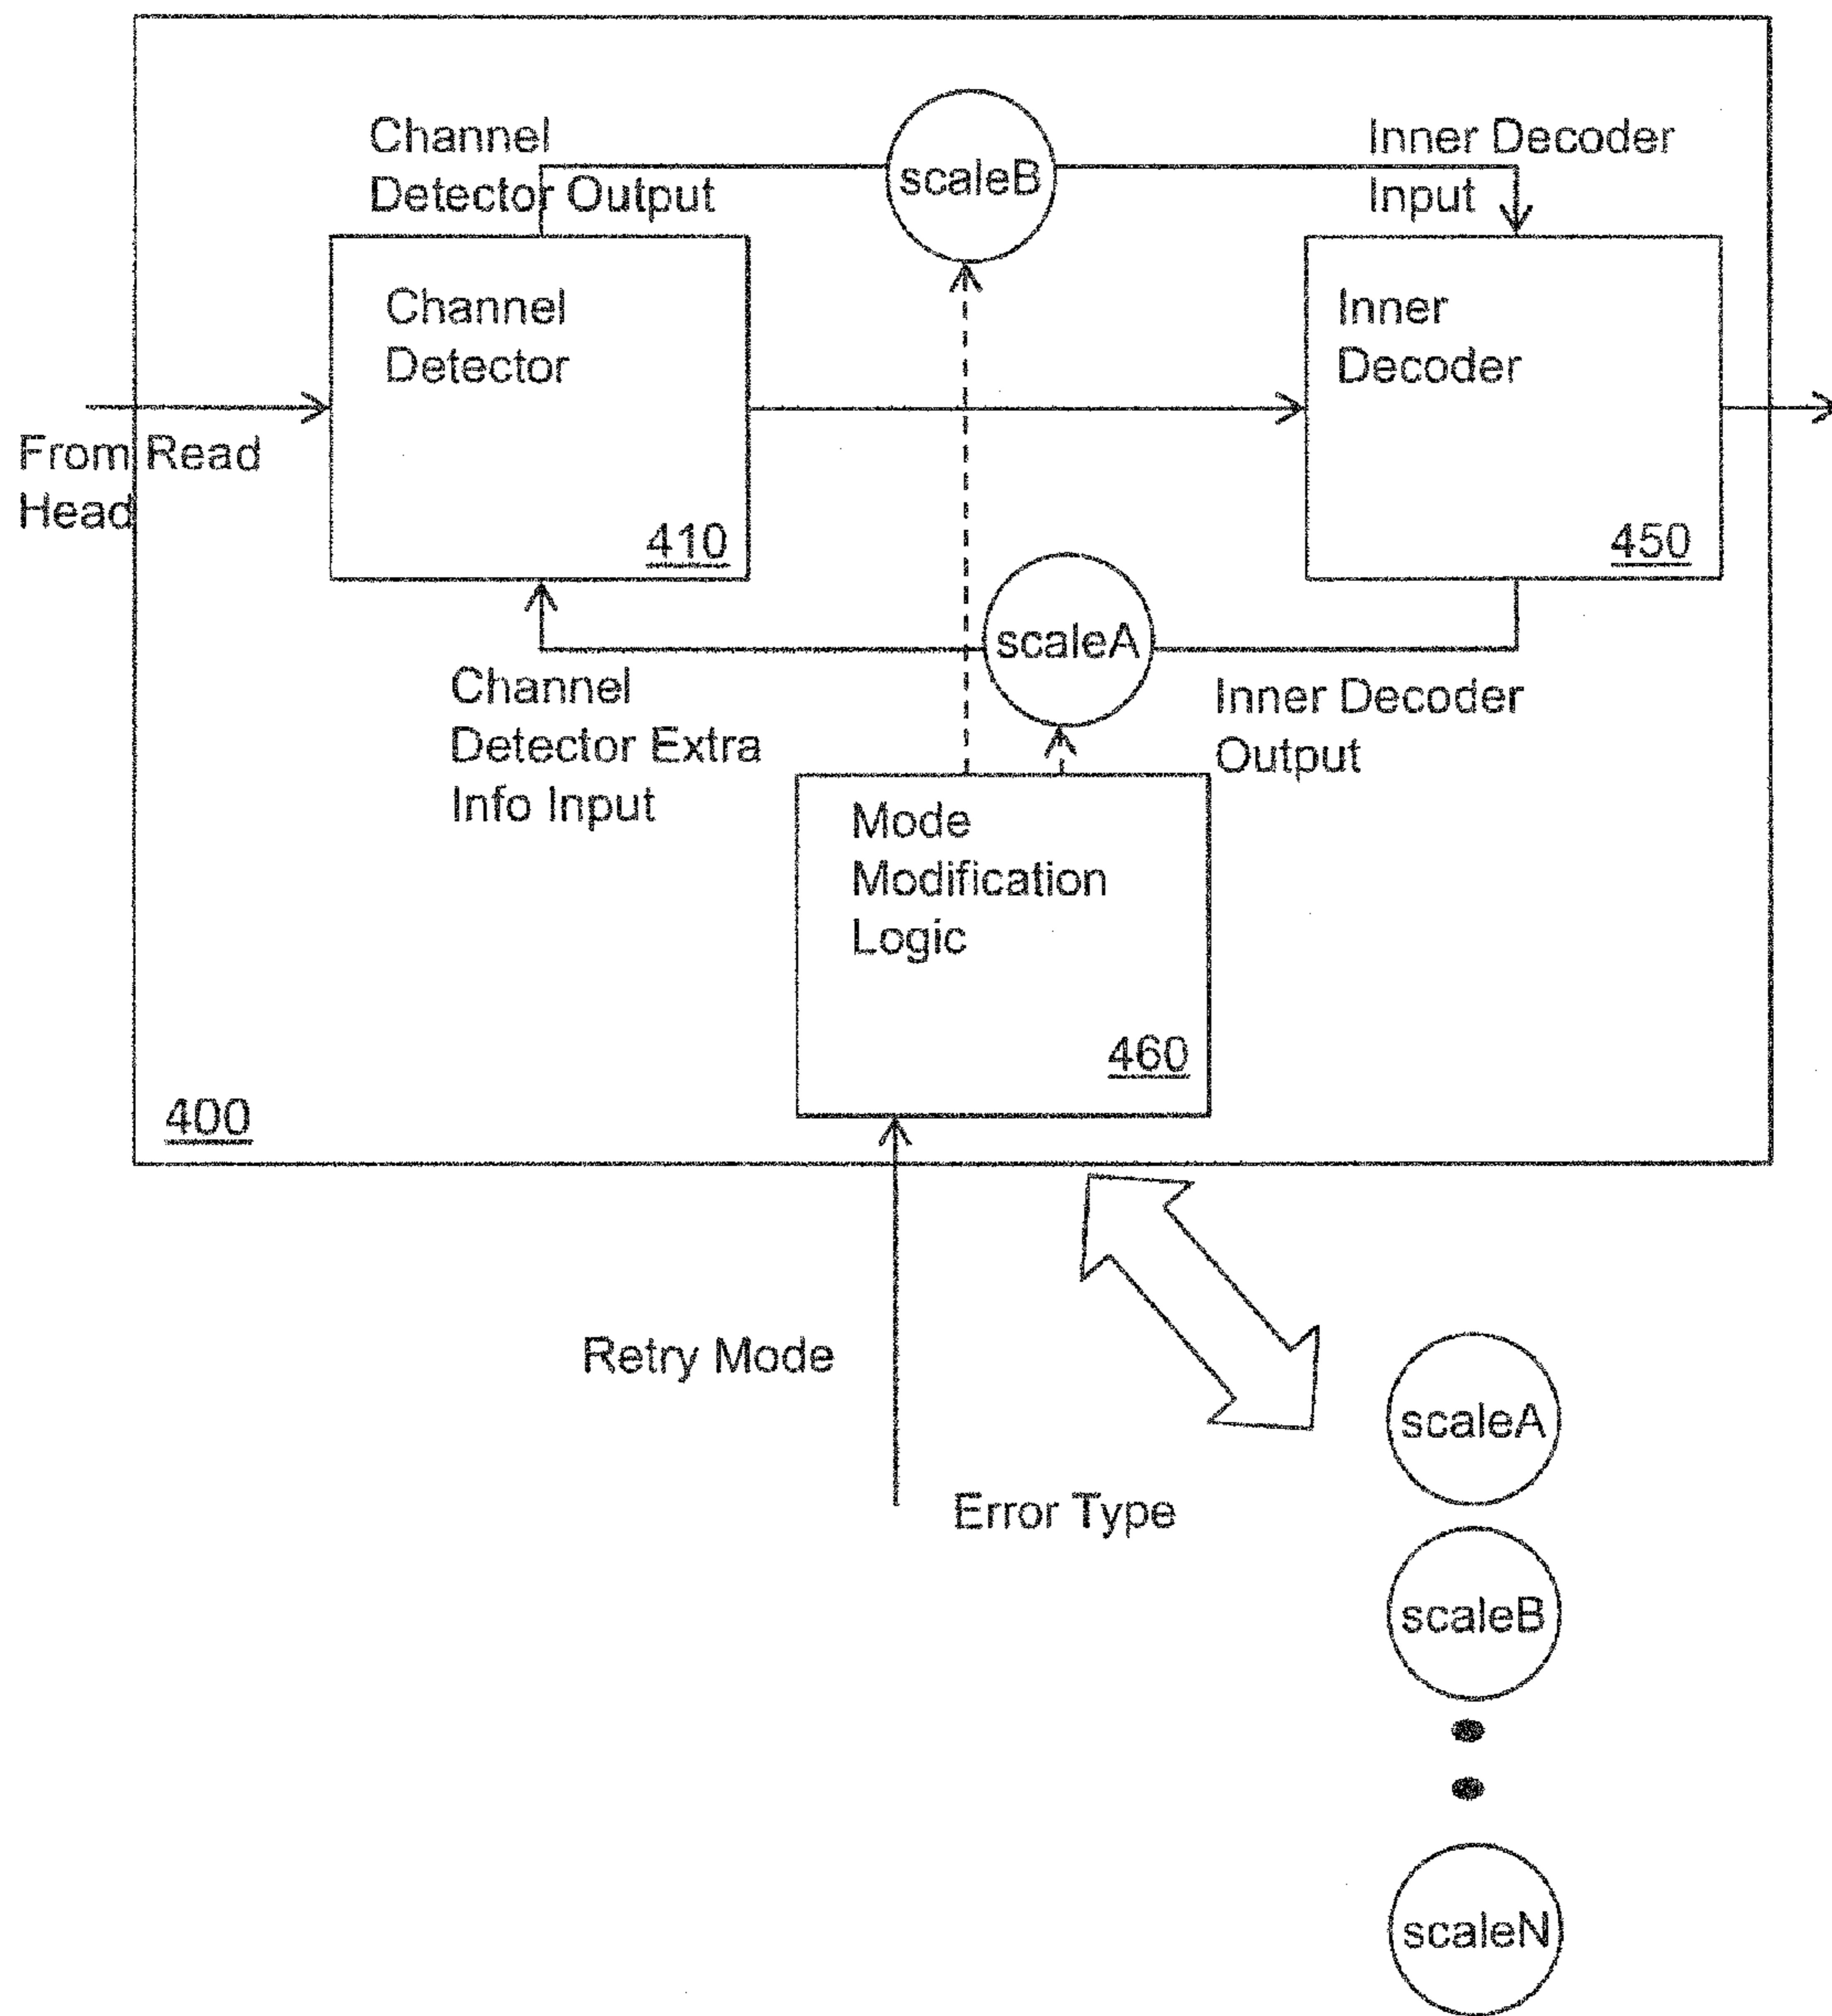 Channel
Detector Output
scaleB
Inner Decoder
Input
Channel
Detector
410
Inner
Decoder
450
From Read
Head
scaleA
Channel
Detector Extra
Info Input
Inner Decoder
Output
Mode
Modification
Logic
460
400
Retry Mode
Error Type
scaleA
scaleB
scaleN